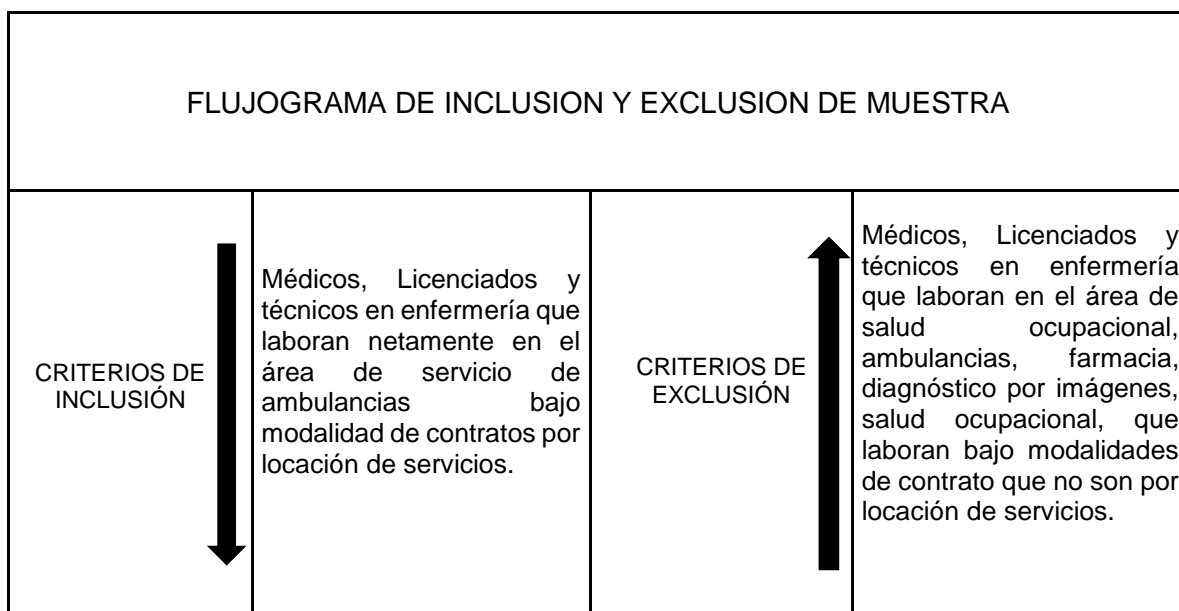 FLUJOGRAMA DE INCLUSION Y EXCLUSION DE MUESTRA
CRITERIOS DE
INCLUSIÓN
Médicos, Licenciados y
técnicos en enfermería que
laboran netamente en el
área de servicio de
ambulancias bajo
modalidad de contratos por
locación de servicios.
CRITERIOS DE
EXCLUSIÓN
Médicos, Licenciados y
técnicos en enfermería
que laboran en el área de
salud ocupacional,
ambulancias, farmacia,
diagnóstico por imágenes,
salud ocupacional, que
laboran bajo modalidades
de contrato que no son por
locación de servicios.